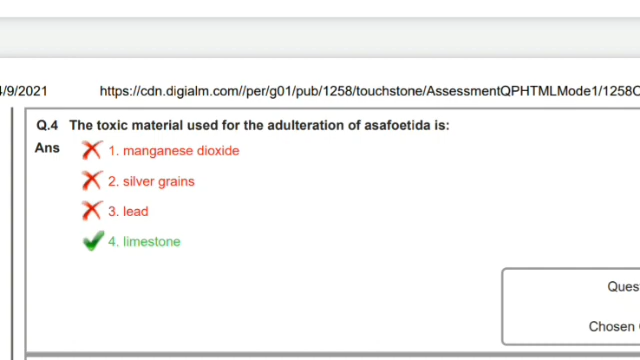 4/9/2021 https://cdn.digialm.com//per/g01/pub/1258/touchstone/AssessmentQPHTMLMode1/1258O
Q.4 The toxic material used for the adulteration of asafoetida is:
Ans 1. manganese dioxide
2. silver grains
3. lead
4. limestone
Ques
Chosen